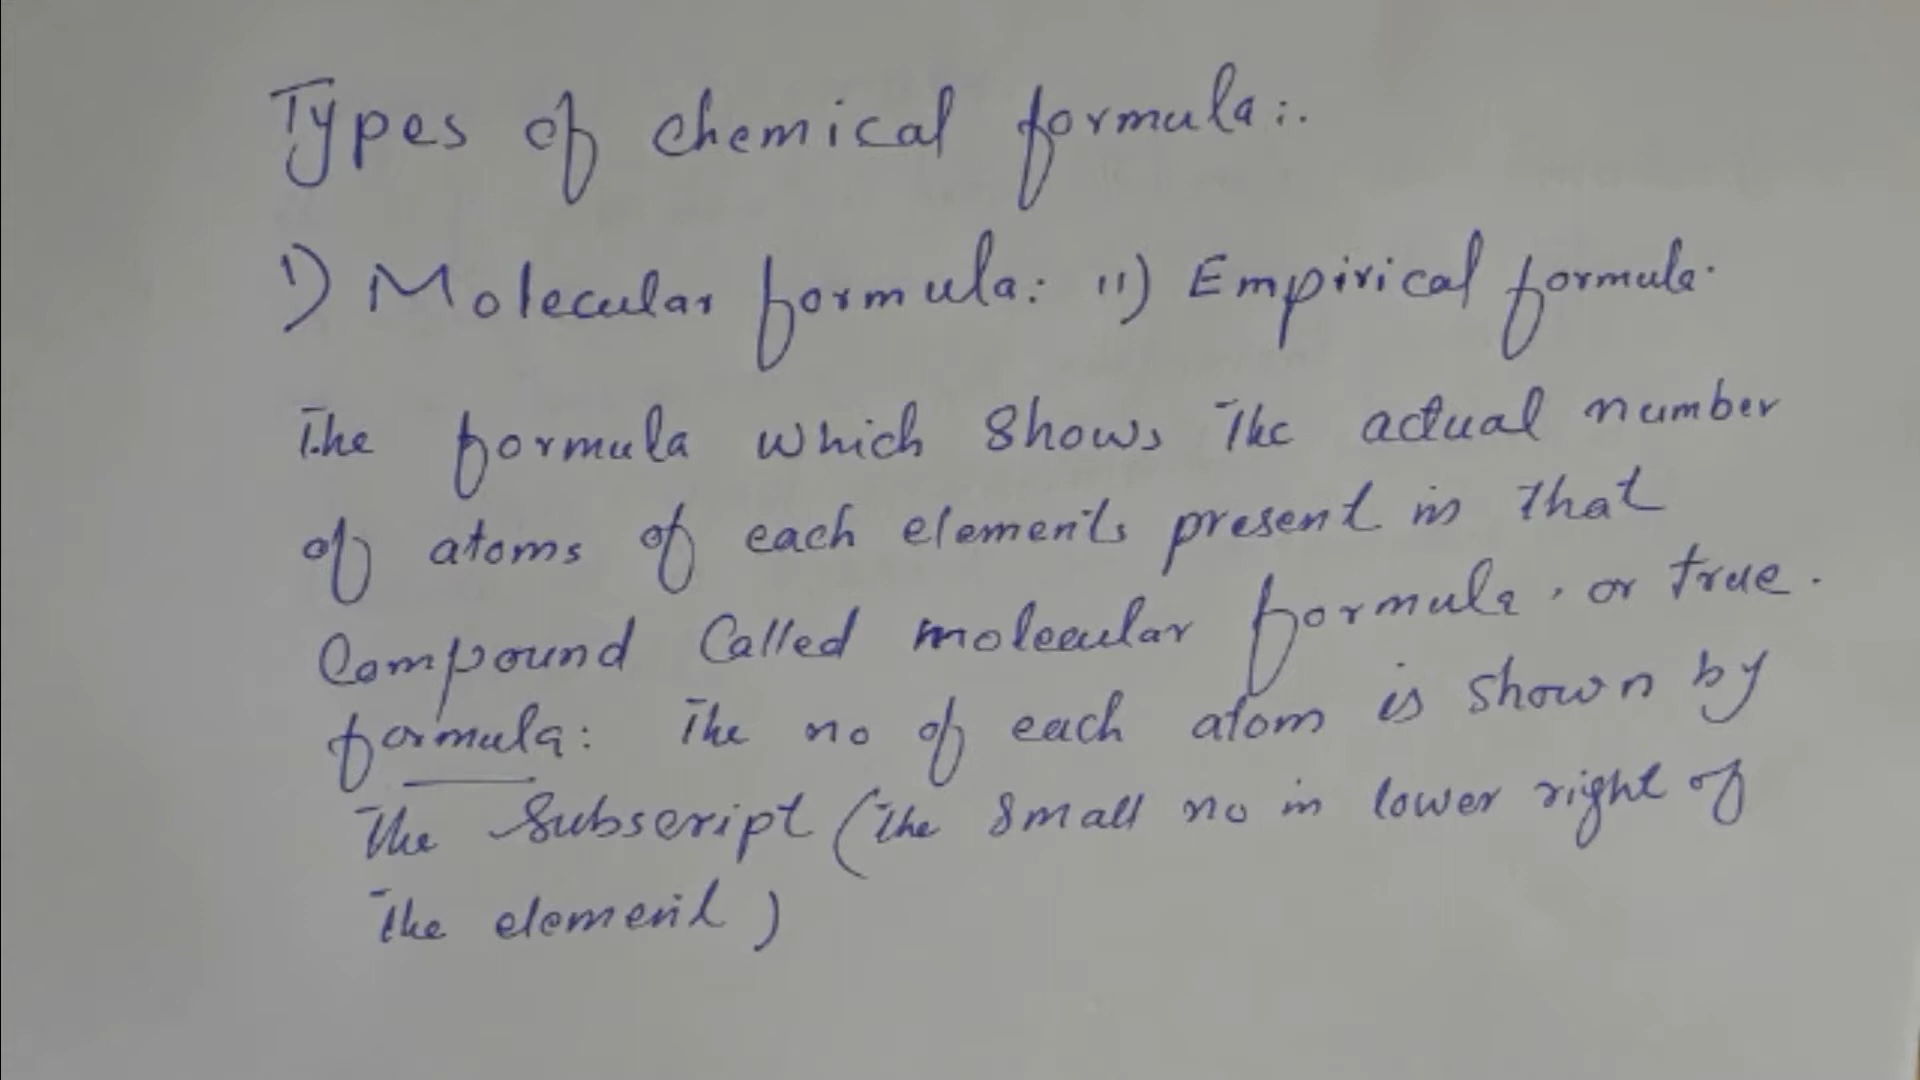 Types of chemical formula:.
i) Molecular formula: ii) Empirical formula.
The formula which shows the actual number
of atoms of each elements present in that
Compound Called molecular formula, or true.
formula: The no of each atom is shown by
the Subscript (the small no in lower right of
the element)